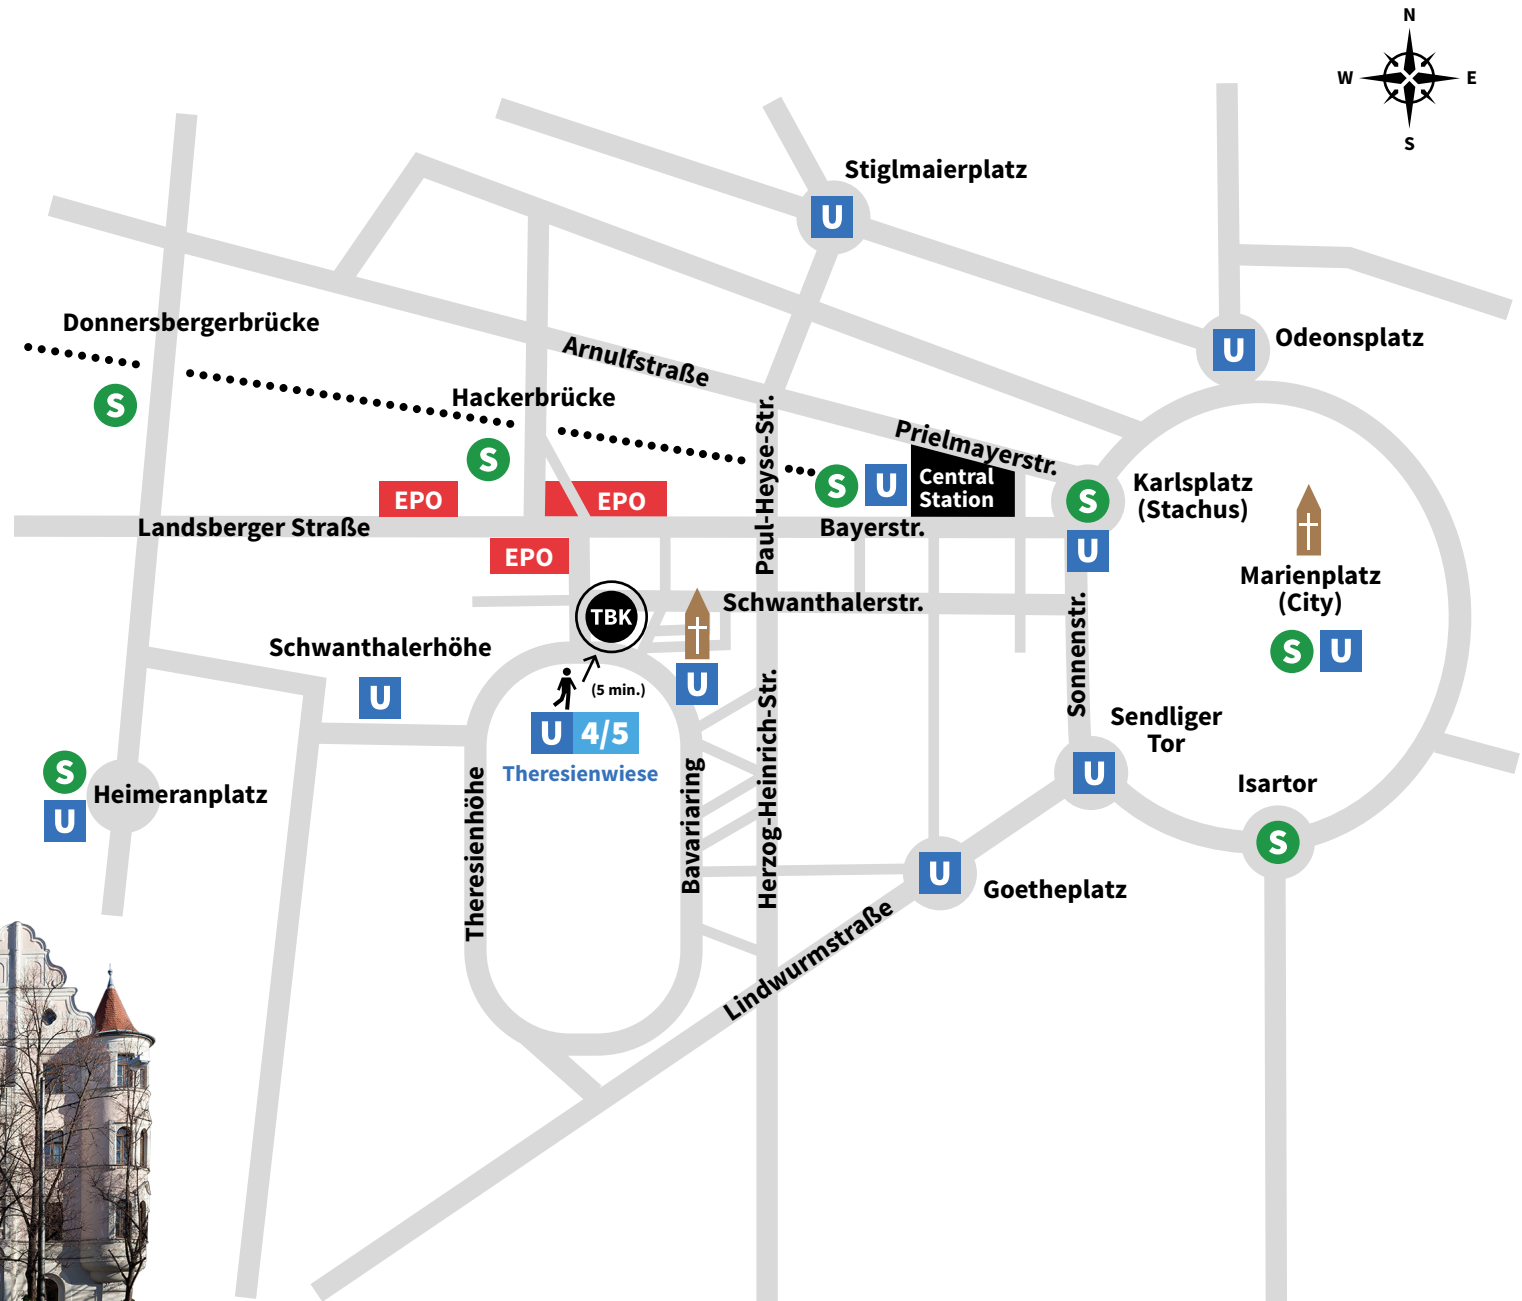 N
W
E
S
Stiglmaierplatz
U
Donnersbergerbrücke
Odeonsplatz
U
Arnulfstraße
S
Hackerbrücke
Paul-Heyse-Str.
Prielmayerstr.
S
S
U
Central
Station
Karlsplatz
(Stachus)
S
U
EPO
EPO
Landsberger Straße
Bayerstr.
EPO
Marienplatz
(City)
S
U
TBK
Schwanthalerstr.
Sonnenstr.
Schwanthalerhöhe
U
U
(5 min.)
U
4/5
Theresienwiese
Herzog-Heinrich-Str.
Sendliger
Tor
U
S
U
Heimeranplatz
Theresienhöhe
Bavariaring
Isartor
S
U
Goetheplatz
Lindwurmstraße